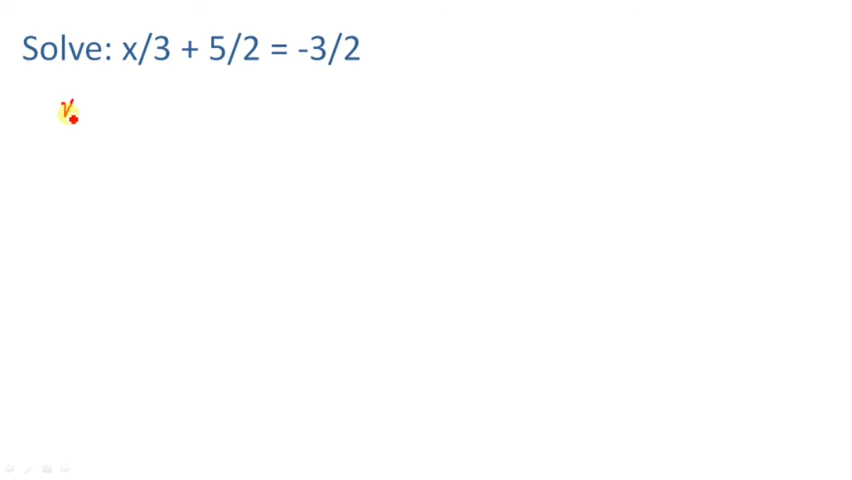 Solve: x/3 + 5/2 = -3/2